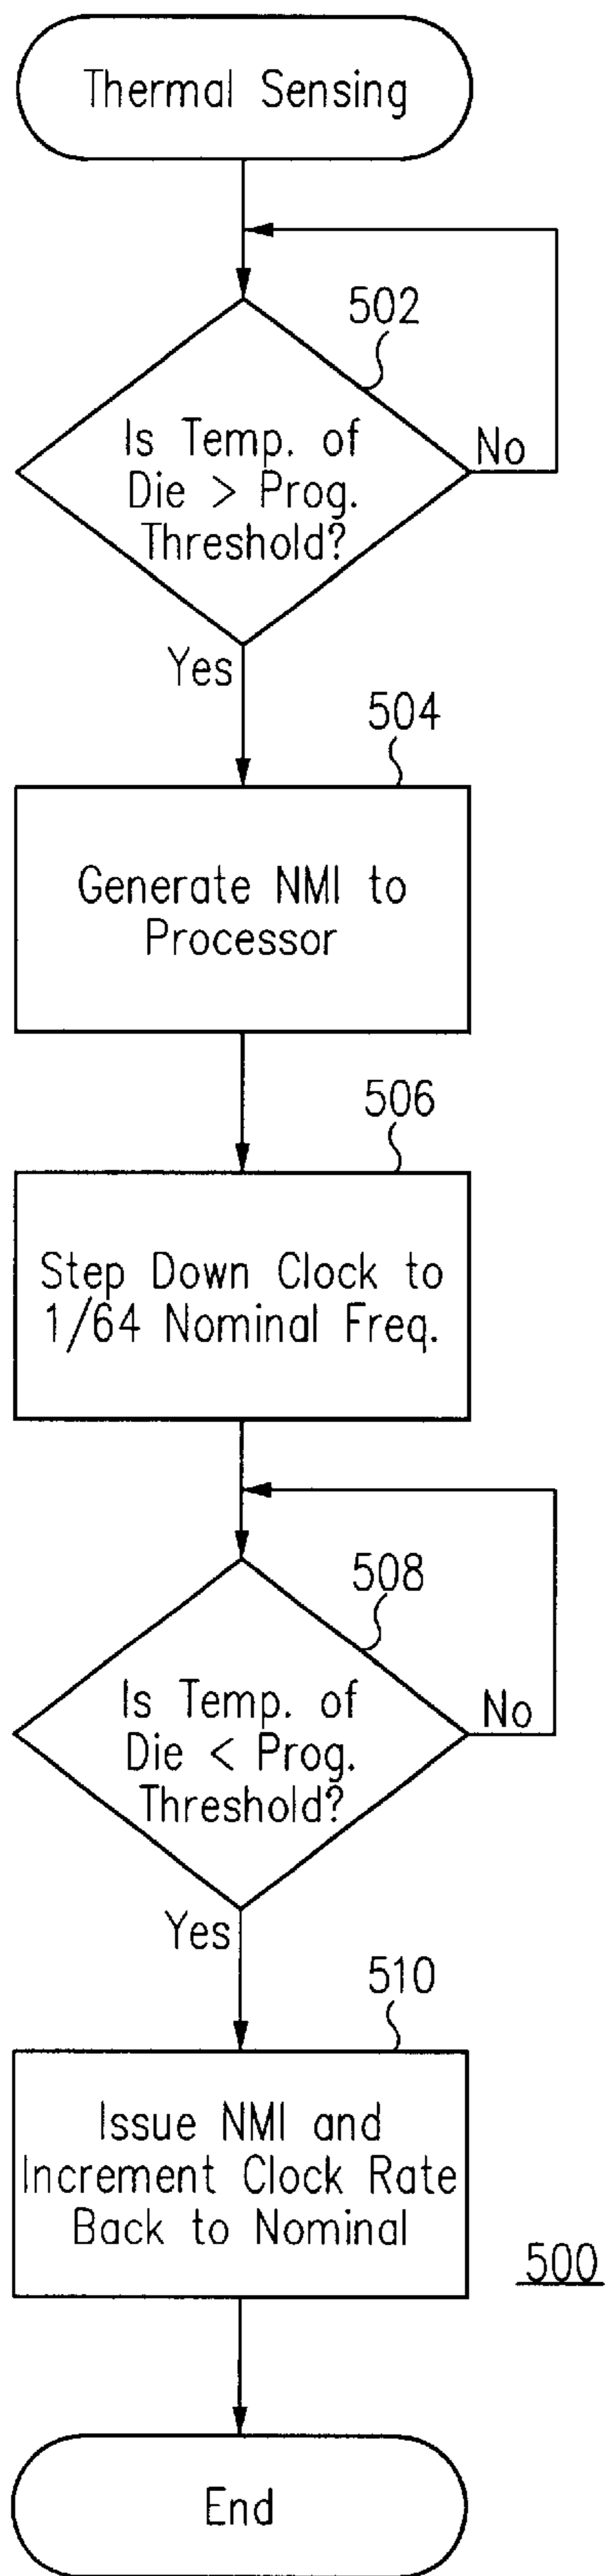 Thermal Sensing
502
Is Temp. of
Die > Prog.
Threshold?
No
Yes
504
Generate NMI to
Processor
506
Step Down Clock to
1/64 Nominal Freq.
508
Is Temp. of
Die < Prog.
Threshold?
No
Yes
510
Issue NMI and
Increment Clock Rate
Back to Nominal
500
End